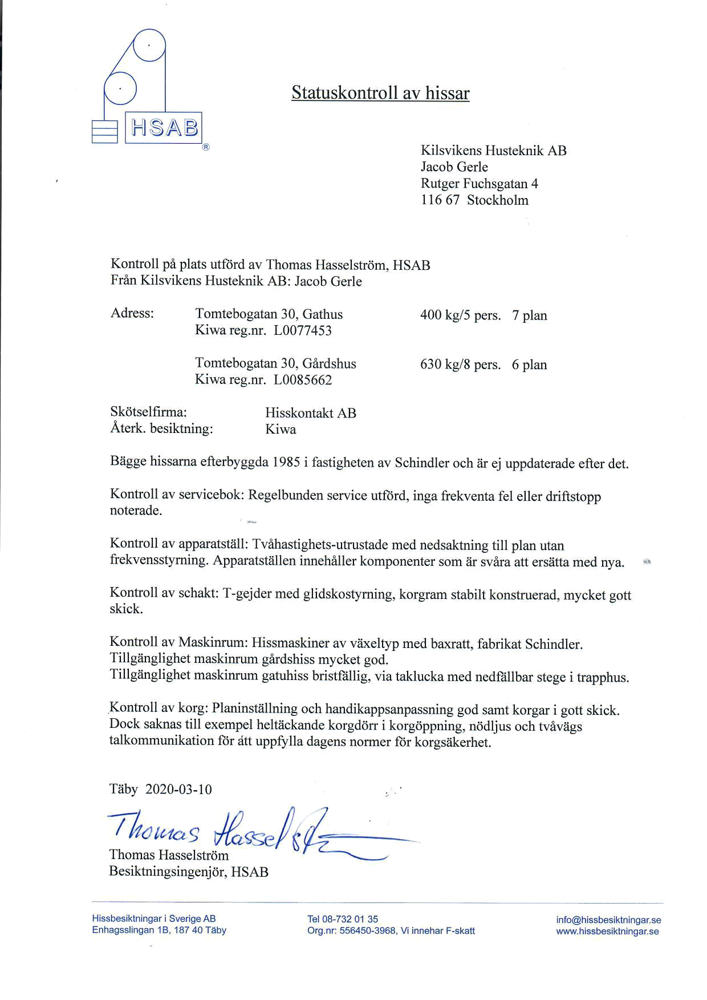 HSAB
®
Statuskontroll av hissar
Kilsvikens Husteknik AB
Jacob Gerle
Rutger Fuchsgatan 4
116 67 Stockholm
Kontroll på plats utförd av Thomas Hasselström, HSAB
Från Kilsvikens Husteknik AB: Jacob Gerle
Adress: Tomtebogatan 30, Gathus 400 kg/5 pers. 7 plan
Kiwa reg.nr. L0077453
Tomtebogatan 30, Gårdshus 630 kg/8 pers. 6 plan
Kiwa reg.nr. L0085662
Skötselfirma: Hisskontakt AB
Återk. besiktning: Kiwa
Bägge hissarna efterbyggda 1985 i fastigheten av Schindler och är ej uppdaterade efter det.
Kontroll av servicebok: Regelbunden service utförd, inga frekventa fel eller driftstopp
noterade.
Kontroll av apparatställ: Tvåhastighets-utrustade med nedsaktning till plan utan
frekvensstyrning. Apparatställen innehåller komponenter som är svåra att ersätta med nya.
Kontroll av schakt: T-gejder med glidskostyrning, korgram stabilt konstruerad, mycket gott
skick.
Kontroll av Maskinrum: Hissmaskiner av växeltyp med baxratt, fabrikat Schindler.
Tillgänglighet maskinrum gårdshiss mycket god.
Tillgänglighet maskinrum gatuhiss bristfällig, via taklucka med nedfällbar stege i trapphus.
Kontroll av korg: Planinställning och handikappsanpassning god samt korgar i gott skick.
Dock saknas till exempel heltäckande korgdörr i korgöppning, nödljus och tvåvägs
talkommunikation för att uppfylla dagens normer för korgsäkerhet.
Täby 2020-03-10
Thomas Hasselström
Thomas Hasselström
Besiktningsingenjör, HSAB
Hissbesiktningar i Sverige AB Tel 08-732 01 35 info@hissbesiktningar.se
Enhagsslingan 1B, 187 40 Täby Org.nr: 556450-3968, Vi innehar F-skatt www.hissbesiktningar.se